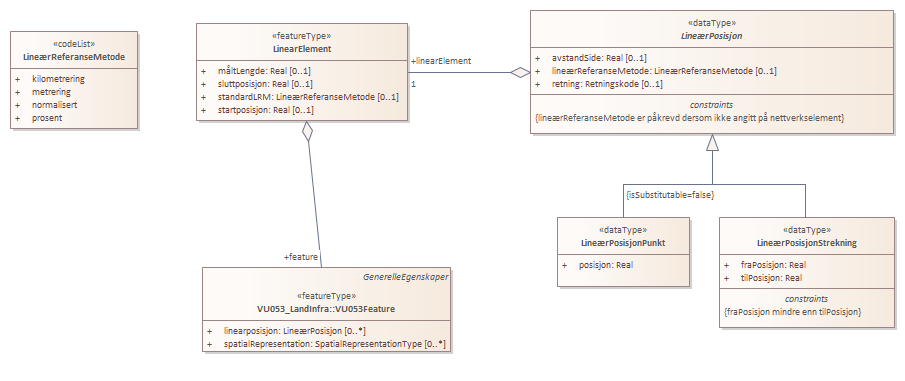 «codeList»
LineærReferanseMetode
+ kilometrering
+ metrering
+ normalisert
+ prosent
«featureType»
LinearElement
+ måltLengde: Real [0..1]
+ sluttposisjon: Real [0..1]
+ standardLRM: LineærReferanseMetode [0..1]
+ startposisjon: Real [0..1]
+linearElement
1
«dataType»
LineærPosisjon
+ avstandSide: Real [0..1]
+ lineærReferanseMetode: LineærReferanseMetode [0..1]
+ retning: Retningskode [0..1]
constraints
{lineærReferanseMetode er påkrevd dersom ikke angitt på nettverkselement}
{isSubstitutable=false}
«dataType»
LineærPosisjonPunkt
+ posisjon: Real
«dataType»
LineærPosisjonStrekning
+ fraPosisjon: Real
+ tilPosisjon: Real
constraints
{fraPosisjon mindre enn tilPosisjon}
+feature
GenerelleEgenskaper
«featureType»
VU053_LandInfra::VU053Feature
+ linearposisjon: LineærPosisjon [0..*]
+ spatialRepresentation: SpatialRepresentationType [0..*]